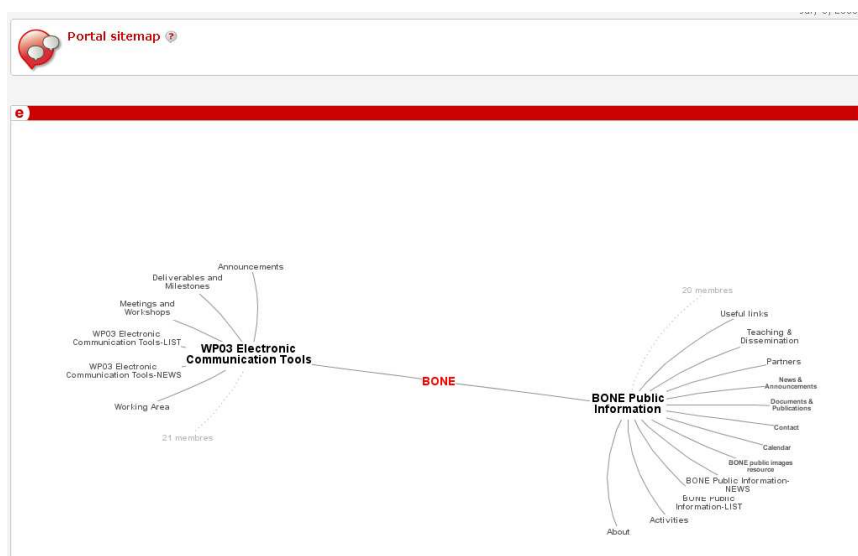 Portal sitemap ?
e
Announcements
Deliverables and
Milestones
Meetings and
Workshops
WP03 Electronic
Communication Tools-LIST
WP03 Electronic
Communication Tools
WP03 Electronic
Communication Tools-NEWS
Working Area
21 membres
BONE
20 membres
Useful links
Teaching &
Dissemination
Partners
News &
Announcements
BONE Public
Information
Documents &
Publications
Contact
Calendar
BONE public images
resource
BONE Public Information-
NEWS
BONE Public
Information-LIST
Activities
About